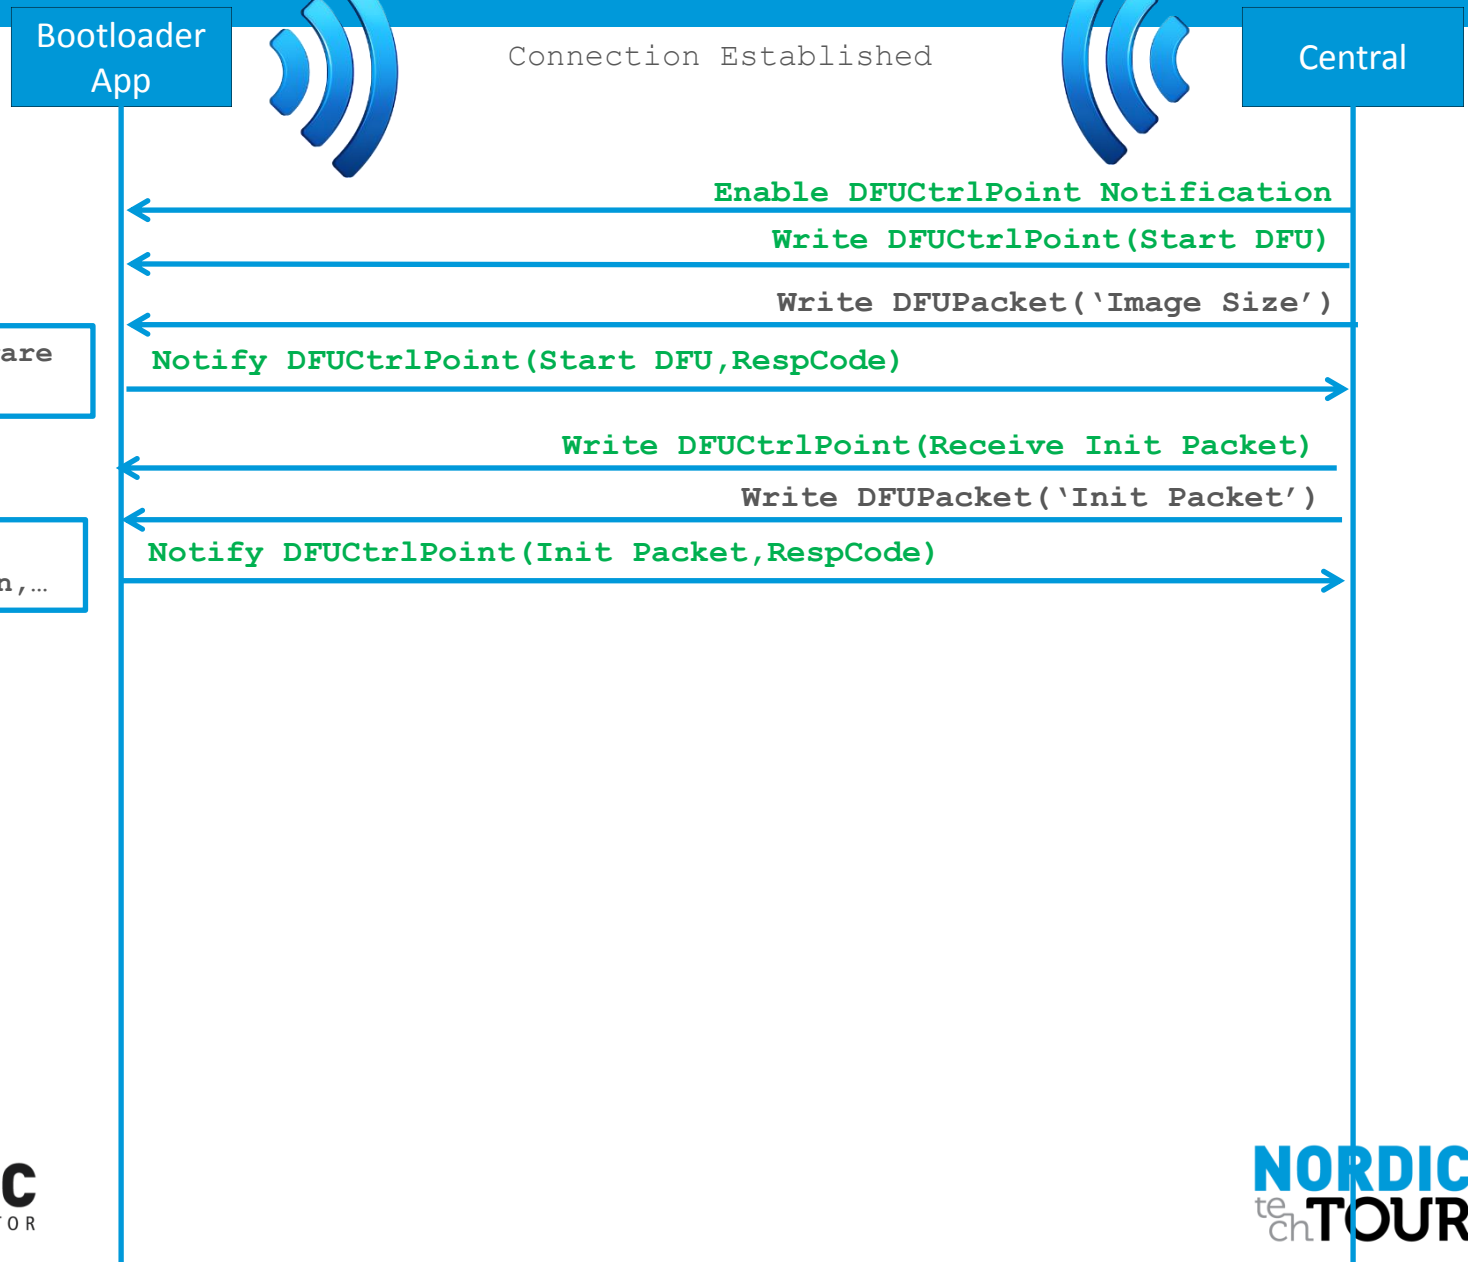 Bootloader
App
Connection Established
Central
Enable DFUCtrlPoint Notification
Write DFUCtrlPoint(Start DFU)
Write DFUPacket(‘Image Size’)
are
Notify DFUCtrlPoint(Start DFU,RespCode)
Write DFUCtrlPoint(Receive Init Packet)
Write DFUPacket(‘Init Packet’)
Notify DFUCtrlPoint(Init Packet,RespCode)
n,…
IC
TOR
NORDIC
tech TOUR